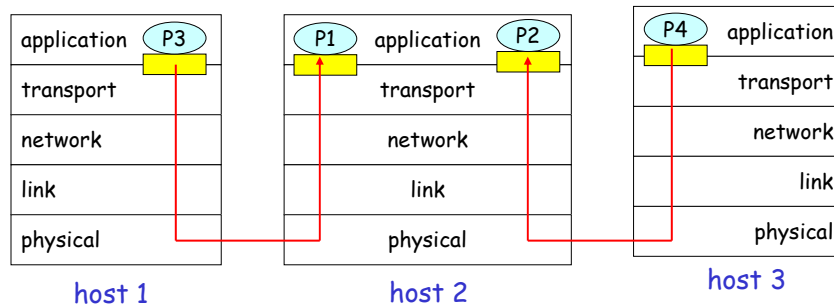 application P3
transport
network
link
physical
host 1
P1 application P2
transport
network
link
physical
host 2
P4 application
transport
network
link
physical
host 3